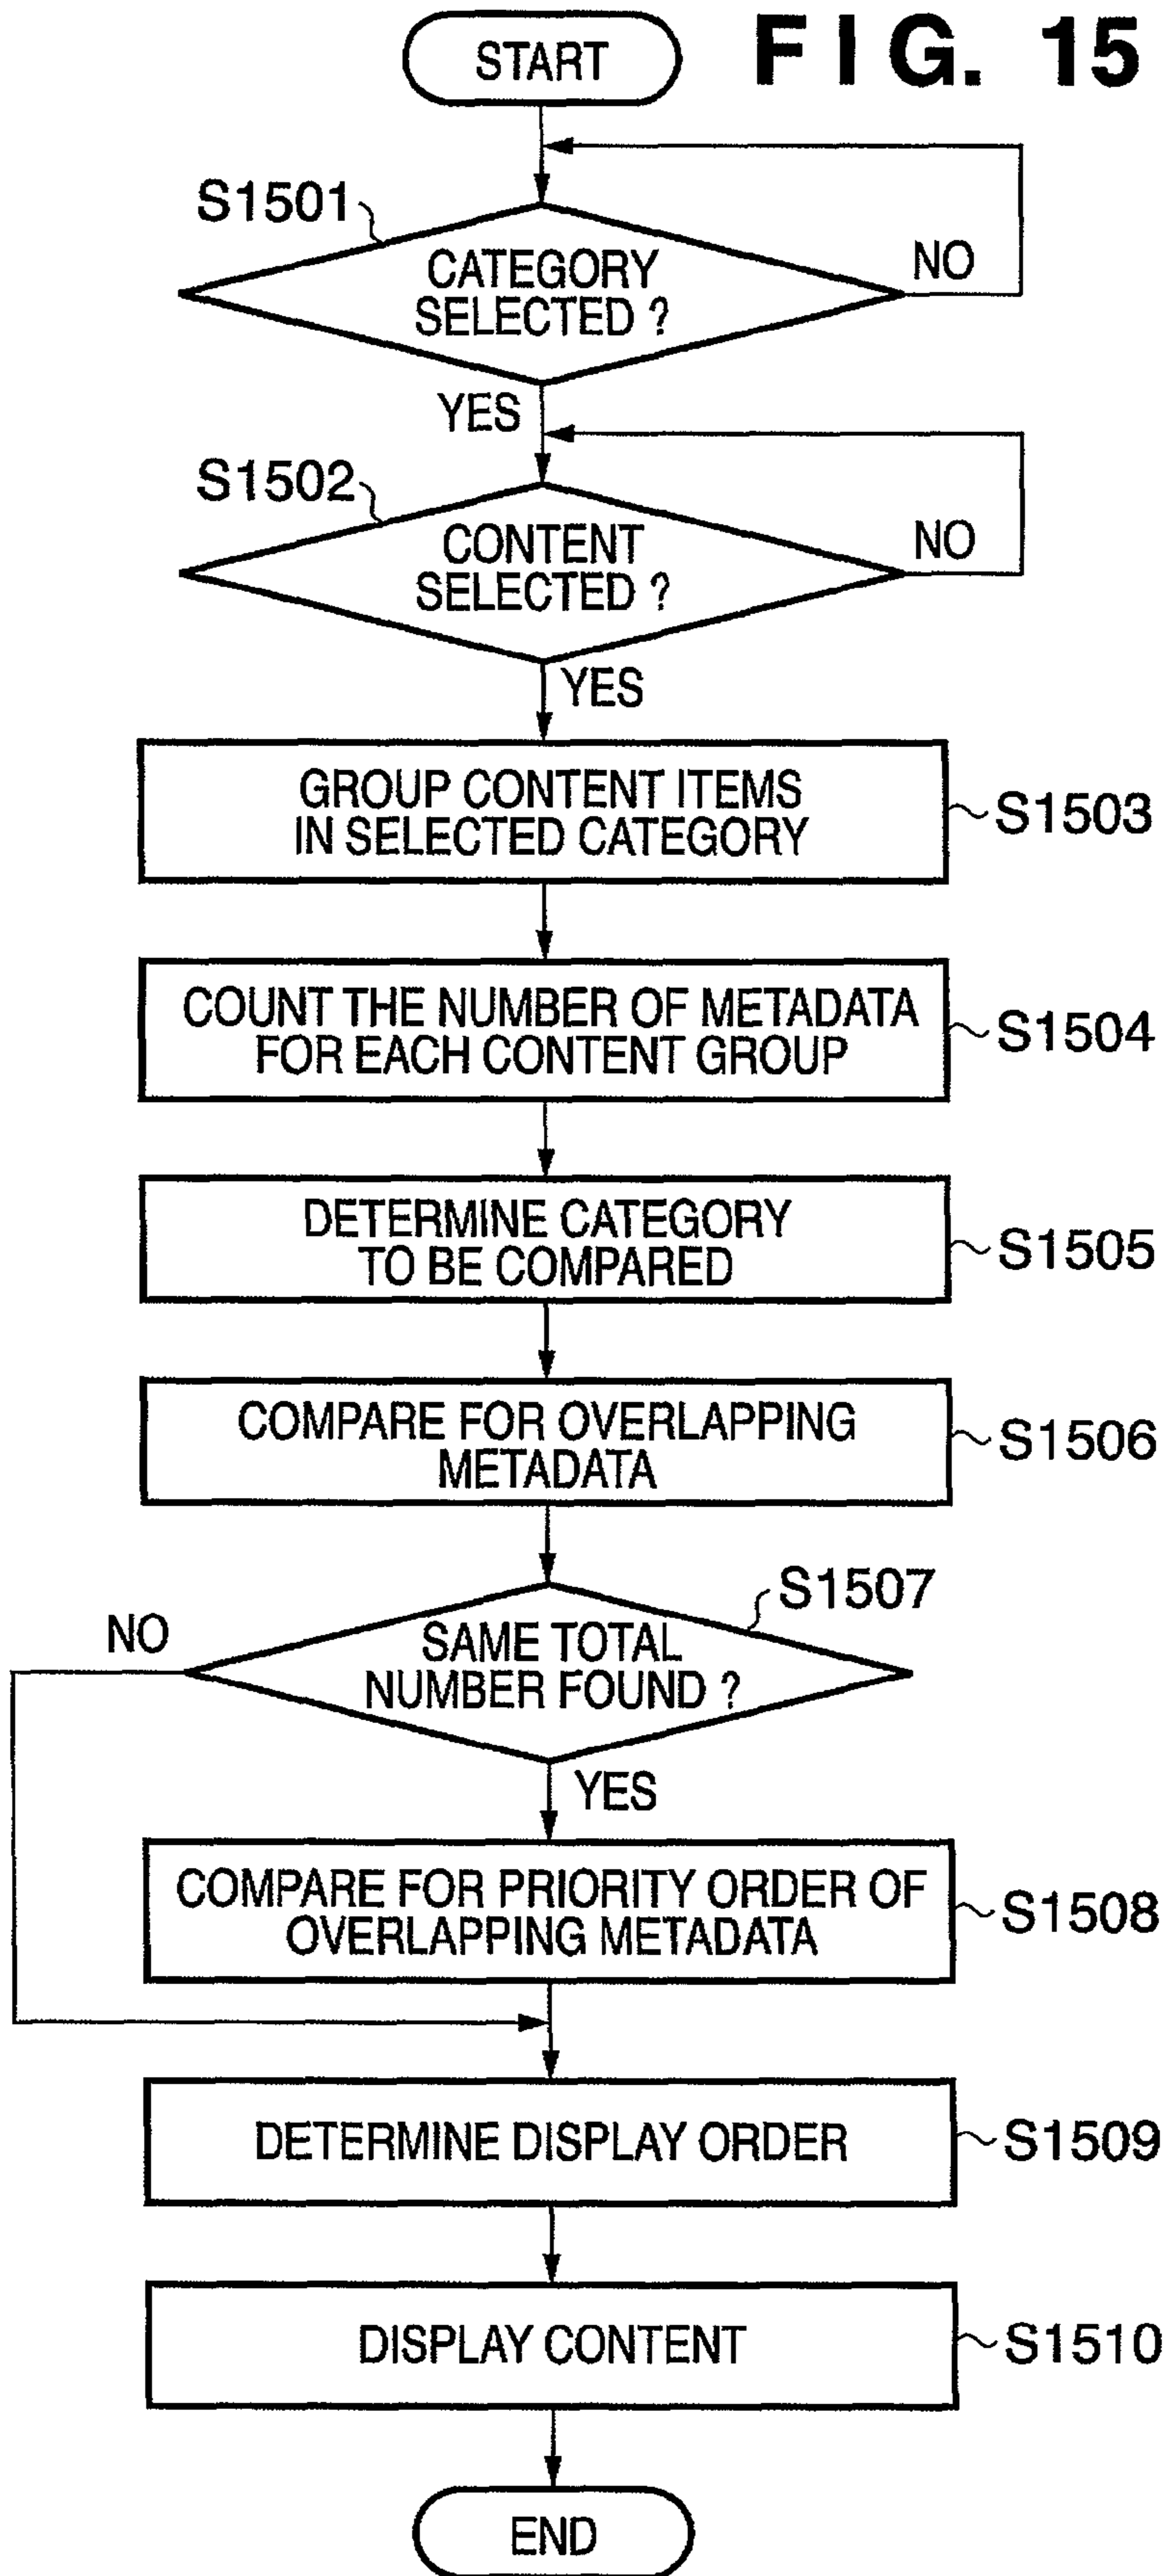 START
FIG. 15
S1501
CATEGORY
SELECTED ?
NO
YES
S1502
CONTENT
SELECTED ?
NO
YES
GROUP CONTENT ITEMS
IN SELECTED CATEGORY
S1503
COUNT THE NUMBER OF METADATA
FOR EACH CONTENT GROUP
S1504
DETERMINE CATEGORY
TO BE COMPARED
S1505
COMPARE FOR OVERLAPPING
METADATA
S1506
S1507
NO
SAME TOTAL
NUMBER FOUND ?
YES
COMPARE FOR PRIORITY ORDER OF
OVERLAPPING METADATA
S1508
DETERMINE DISPLAY ORDER
S1509
DISPLAY CONTENT
S1510
END